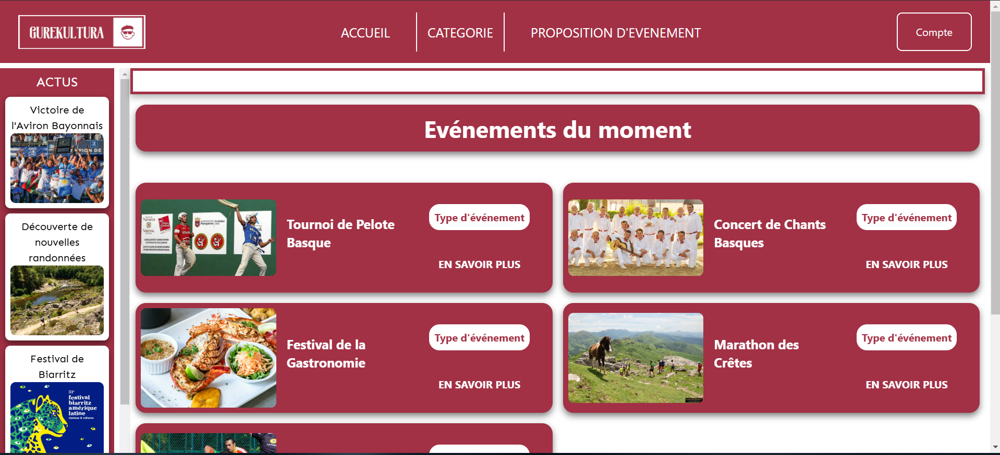 GUREKULTURA
ACCUEIL
CATEGORIE
PROPOSITION D'EVENEMENT
Compte
ACTUS
Victoire de
l'Aviron Bayonnais
Découverte de
nouvelles
randonnées
Festival de
Biarritz
31e
festival
biarritz
amérique
latine
cinémas & cultures
Evénements du moment
Tournoi de Pelote
Basque
Type d'événement
EN SAVOIR PLUS
Concert de Chants
Basques
Type d'événement
EN SAVOIR PLUS
Festival de la
Gastronomie
Type d'événement
EN SAVOIR PLUS
Marathon des
Crêtes
Type d'événement
EN SAVOIR PLUS